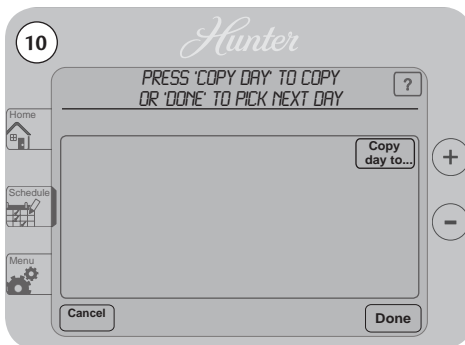 10
Hunter
PRESS 'COPY DAY' TO COPY
OR 'DONE' TO PICK NEXT DAY
?
Home
Copy
day to...
+
Schedule
-
Menu
Cancel
Done